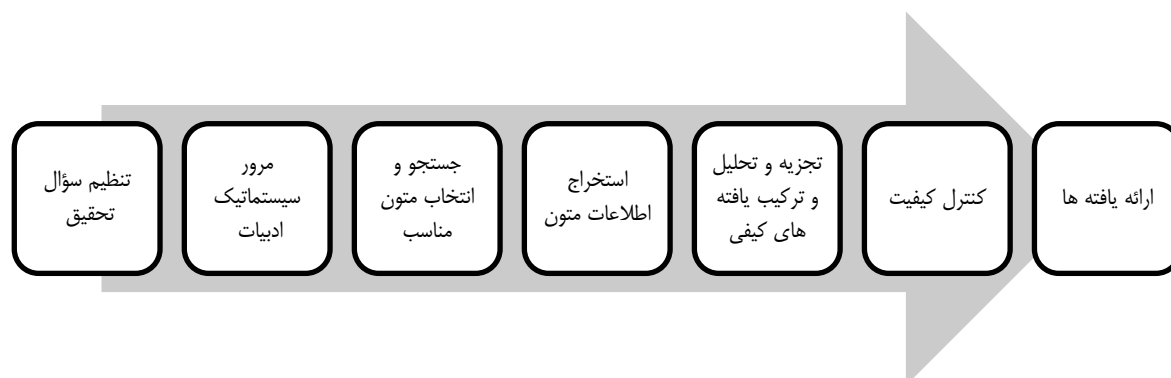 تنظیم سؤال
تحقیق
مرور
سیستماتیک
ادبیات
جستجو و
انتخاب متون
مناسب
استخراج
اطلاعات متون
تجزیه و تحلیل
و ترکیب یافته
های کیفی
کنترل کیفیت
ارائه یافته ها